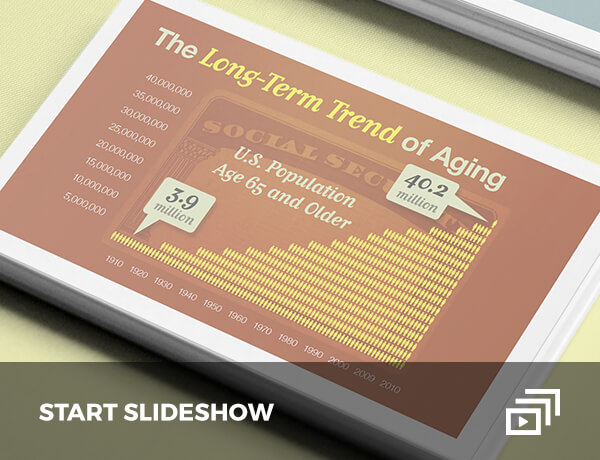 The Long-Term Trend of Aging
SOCIAL SECURITY
U.S. Population
Age 65 and Older
40,000,000
35,000,000
30,000,000
25,000,000
20,000,000
15,000,000
10,000,000
5,000,000
3.9
million
40.2
million
1910 1920 1930 1940 1950 1960 1970 1980 1990 2000 2009 2010
START SLIDESHOW